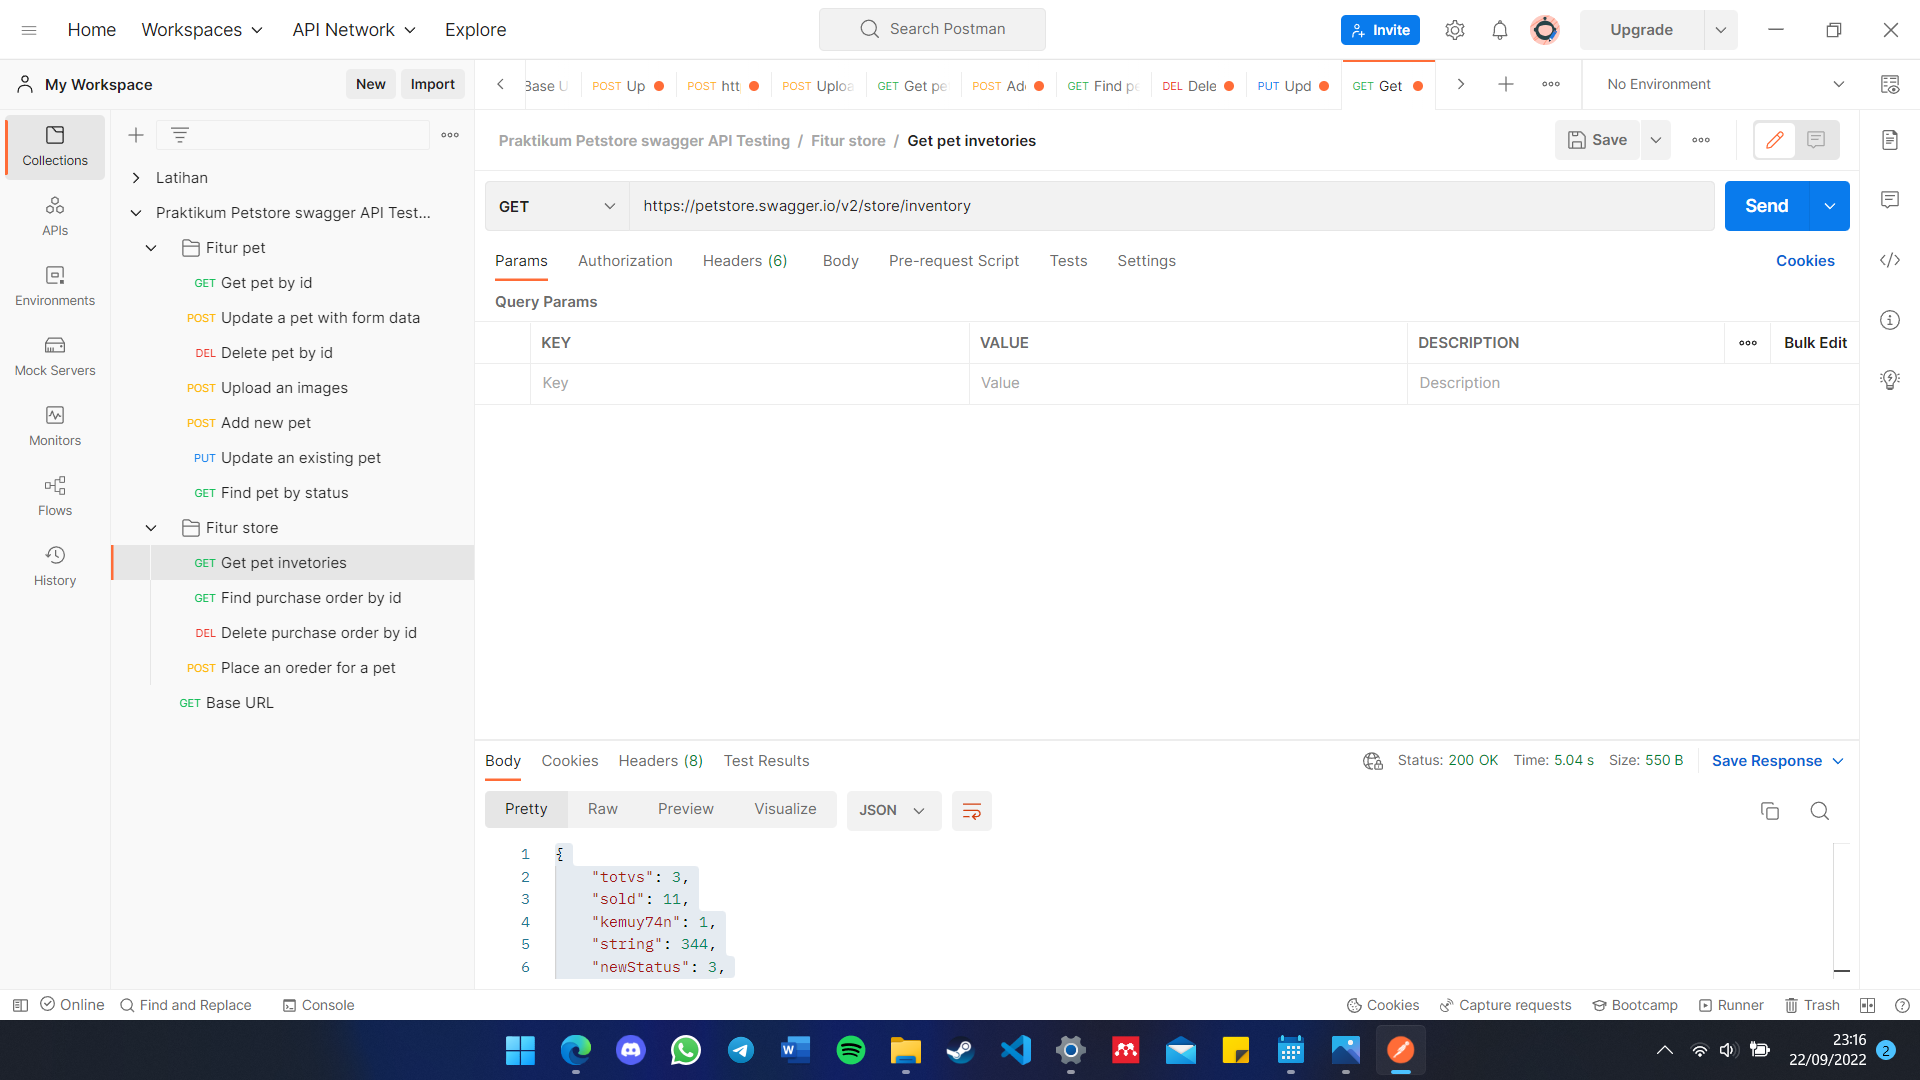 Home
Workspaces
API Network
Explore
Search Postman
Invite
Upgrade
My Workspace
New
Import
Base U
POST Up
POST htt
POST Uploa
GET Get pe
POST Ad
GET Find pe
DEL Dele
PUT Upd
GET Get
No Environment
Collections
APIs
Environments
Mock Servers
Monitors
Flows
History
Latihan
Praktikum Petstore swagger API Test...
Fitur pet
GET Get pet by id
POST Update a pet with form data
DEL Delete pet by id
POST Upload an images
POST Add new pet
PUT Update an existing pet
GET Find pet by status
Fitur store
GET Get pet invetories
GET Find purchase order by id
DEL Delete purchase order by id
POST Place an oreder for a pet
GET Base URL
Praktikum Petstore swagger API Testing / Fitur store / Get pet invetories
Save
GET
https://petstore.swagger.io/v2/store/inventory
Send
Params
Authorization
Headers (6)
Body
Pre-request Script
Tests
Settings
Cookies
Query Params
KEY
VALUE
DESCRIPTION
Bulk Edit
Key
Value
Description
Body
Cookies
Headers (8)
Test Results
Status: 200 OK
Time: 5.04 s
Size: 550 B
Save Response
Pretty
Raw
Preview
Visualize
JSON
1 {
2 "totvs": 3,
3 "sold": 11,
4 "kemuy74n": 1,
5 "string": 344,
6 "newStatus": 3,
Online
Find and Replace
Console
Cookies
Capture requests
Bootcamp
Runner
Trash
23:16
22/09/2022
2